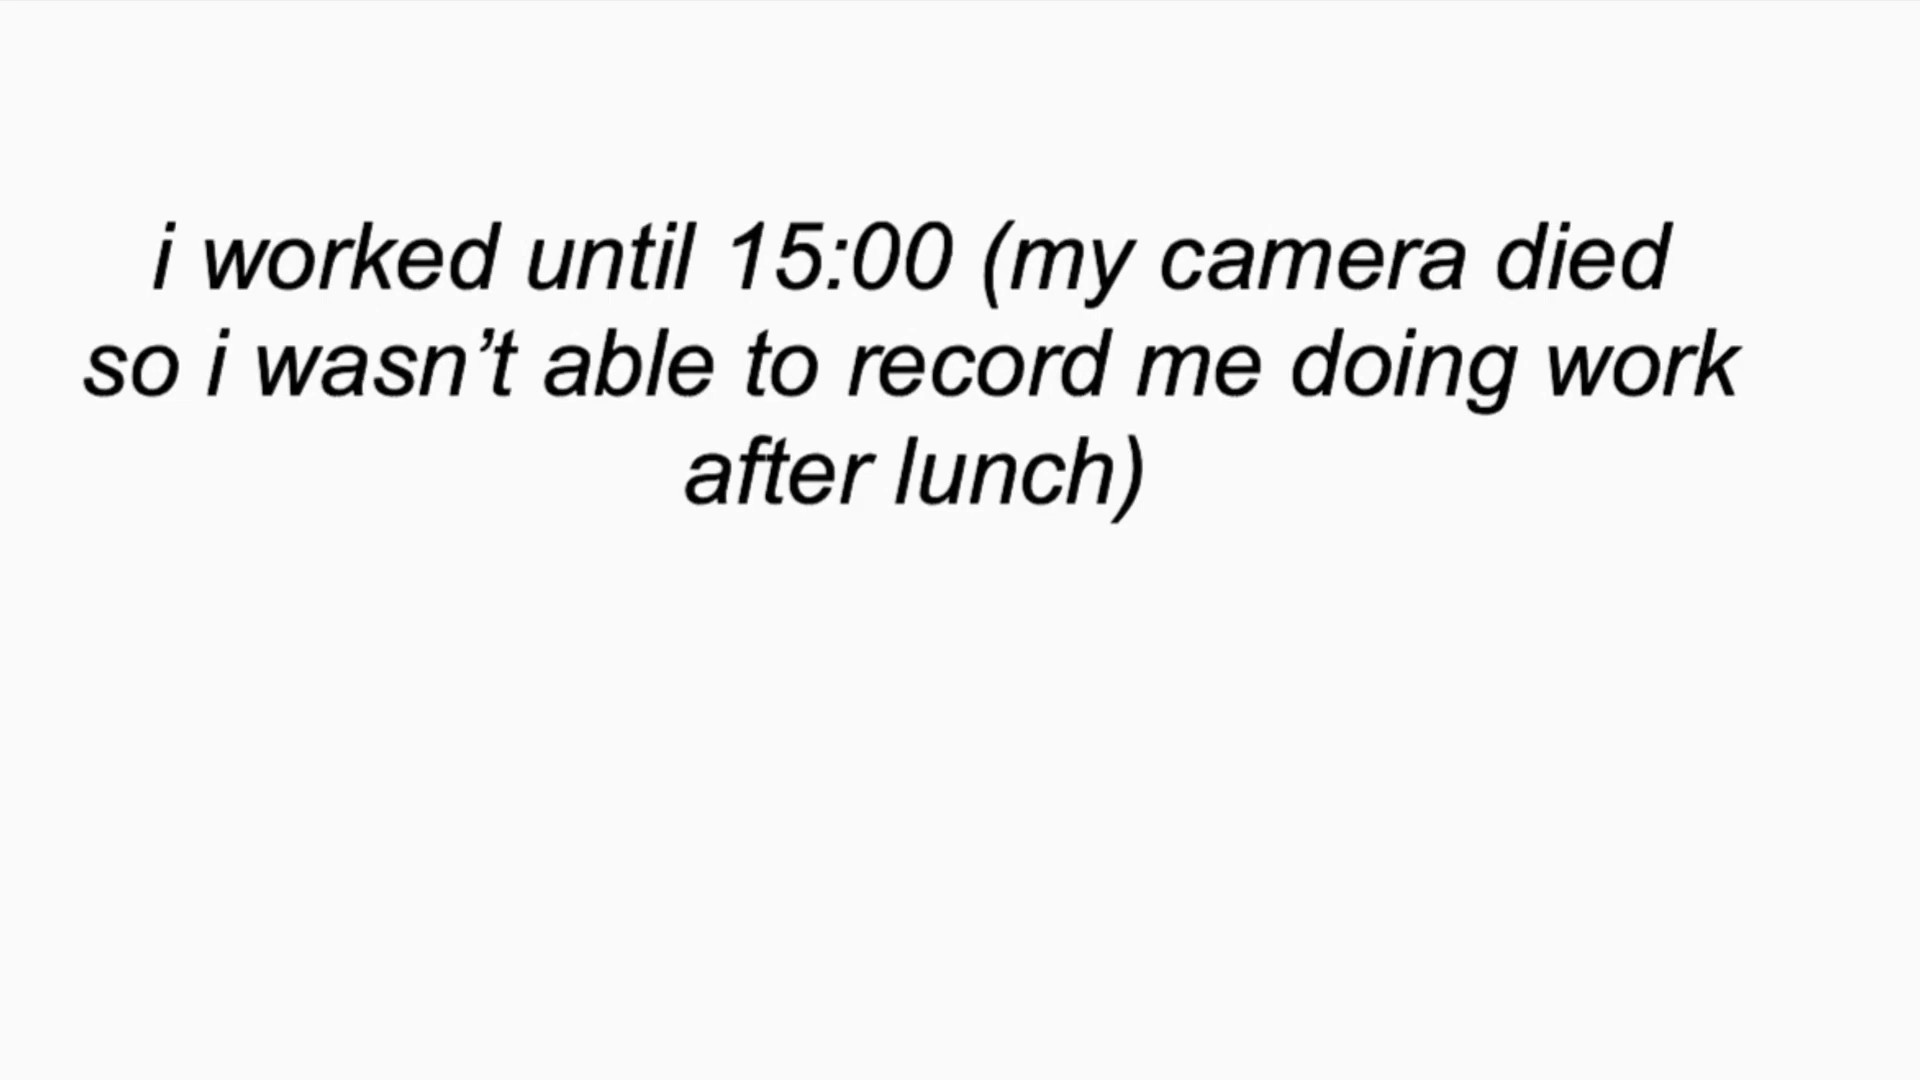 i worked until 15:00 (my camera died
so i wasn’t able to record me doing work
after lunch)